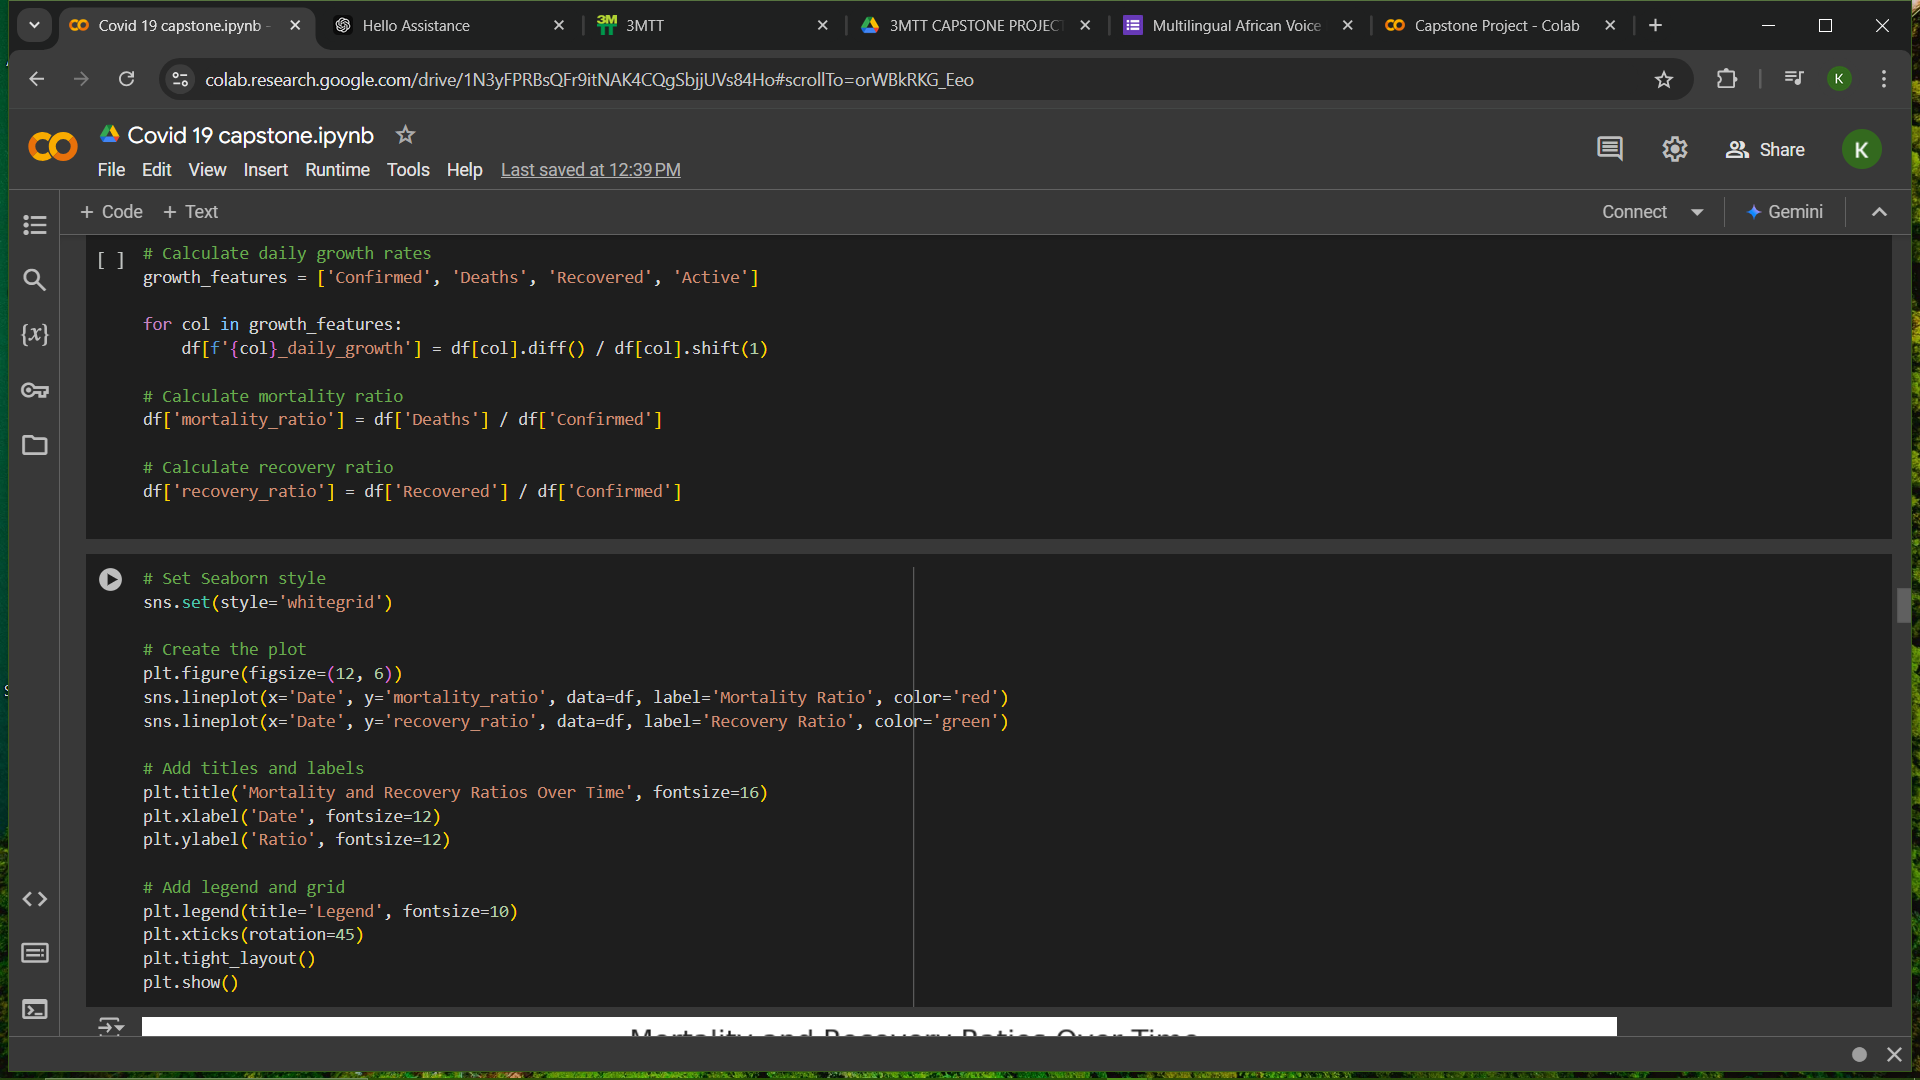 Covid 19 capstone.ipynb -
Hello Assistance
3MTT
3MTT CAPSTONE PROJEC
Multilingual African Voice
Capstone Project - Colab
colab.research.google.com/drive/1N3yFPRBsQFr9itNAK4CQgSbjjUVs84Ho#scrollTo=orWBkRKG_Eeo
K
Covid 19 capstone.ipynb
File Edit View Insert Runtime Tools Help Last saved at 12:39 PM
Share
K
+ Code + Text
Connect
Gemini
[ ]
# Calculate daily growth rates
growth_features = ['Confirmed', 'Deaths', 'Recovered', 'Active']
for col in growth_features:
    df[f'{col}_daily_growth'] = df[col].diff() / df[col].shift(1)
# Calculate mortality ratio
df['mortality_ratio'] = df['Deaths'] / df['Confirmed']
# Calculate recovery ratio
df['recovery_ratio'] = df['Recovered'] / df['Confirmed']
# Set Seaborn style
sns.set(style='whitegrid')
# Create the plot
plt.figure(figsize=(12, 6))
sns.lineplot(x='Date', y='mortality_ratio', data=df, label='Mortality Ratio', color='red')
sns.lineplot(x='Date', y='recovery_ratio', data=df, label='Recovery Ratio', color='green')
# Add titles and labels
plt.title('Mortality and Recovery Ratios Over Time', fontsize=16)
plt.xlabel('Date', fontsize=12)
plt.ylabel('Ratio', fontsize=12)
# Add legend and grid
plt.legend(title='Legend', fontsize=10)
plt.xticks(rotation=45)
plt.tight_layout()
plt.show()
Mortality and Recovery Ratios Over Time